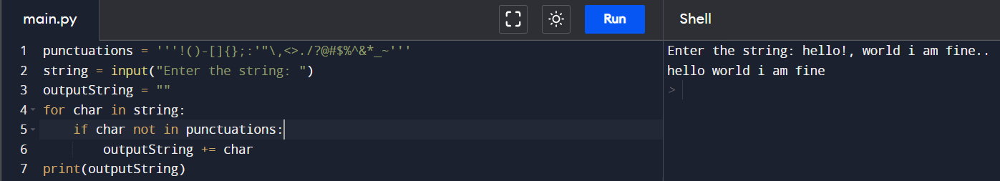 main.py
Run
Shell
1 punctuations = '''!()-[]{};:'"\,<>./?@#$%^&*_~'''
2 string = input("Enter the string: ")
3 outputString = ""
4 for char in string:
5 if char not in punctuations:
6 outputString += char
7 print(outputString)
Enter the string: hello!, world i am fine..
hello world i am fine
>